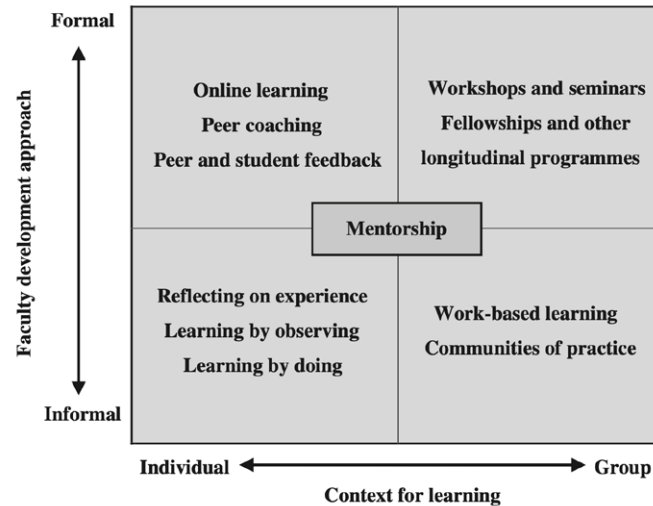 Formal
Faculty development approach
Informal
Online learning
Peer coaching
Peer and student feedback
Workshops and seminars
Fellowships and other
longitudinal programmes
Mentorship
Reflecting on experience
Learning by observing
Learning by doing
Work-based learning
Communities of practice
Individual
Group
Context for learning